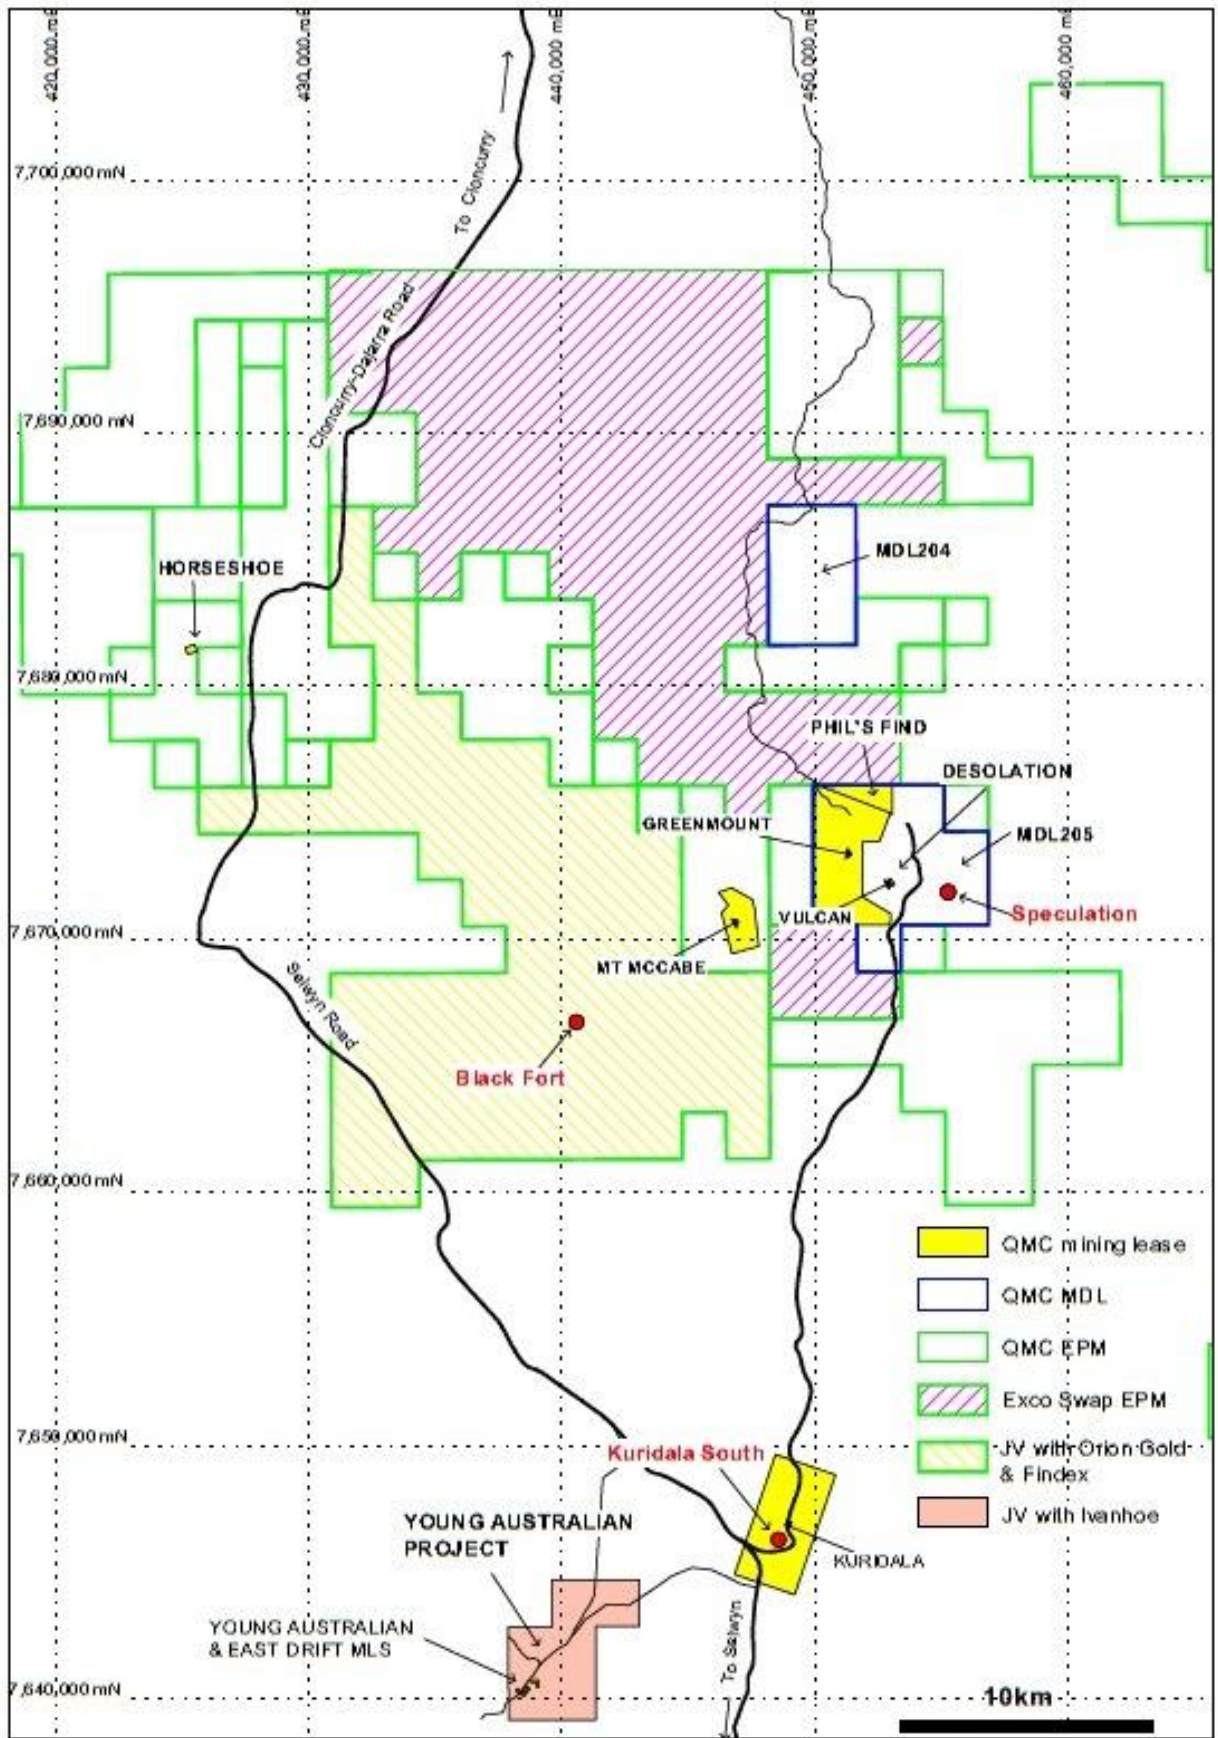 420,000 mE
430,000 mE
440,000 mE
450,000 mE
460,000 mE
7,700,000 mN
To Cloncurry
Cloncurry-Dajarra Road
7,690,000 mN
MDL204
HORSESHOE
7,680,000 mN
PHIL'S FIND
DESOLATION
GREENMOUNT
MDL205
VULCAN
Speculation
7,670,000 mN
MT MCCABE
Selwyn Road
Black Fort
7,660,000 mN
QMC mining lease
QMC MDL
QMC EPM
Exco Swap EPM
7,650,000 mN
Kuridala South
JV with Orion Gold
& Findex
JV with Ivanhoe
YOUNG AUSTRALIAN
PROJECT
KURIDALA
YOUNG AUSTRALIAN
& EAST DRIFT MLS
To Selwyn
7,640,000 mN
10km